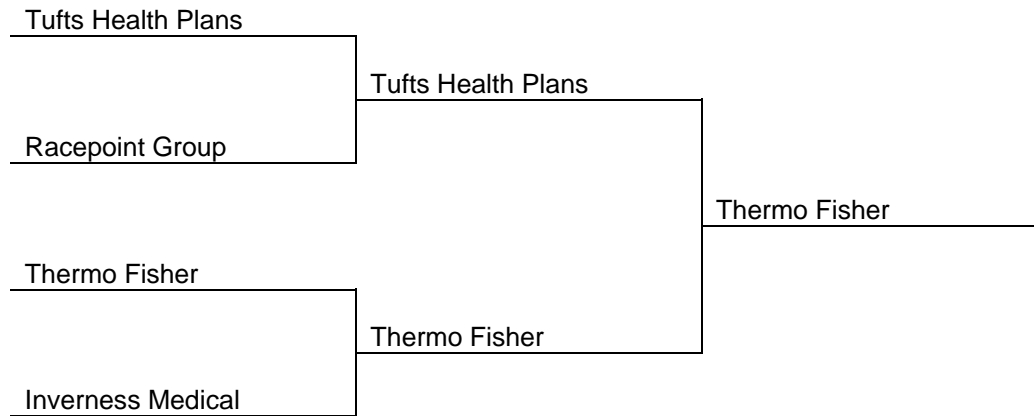 Tufts Health Plans
Tufts Health Plans
Racepoint Group
Thermo Fisher
Thermo Fisher
Thermo Fisher
Inverness Medical